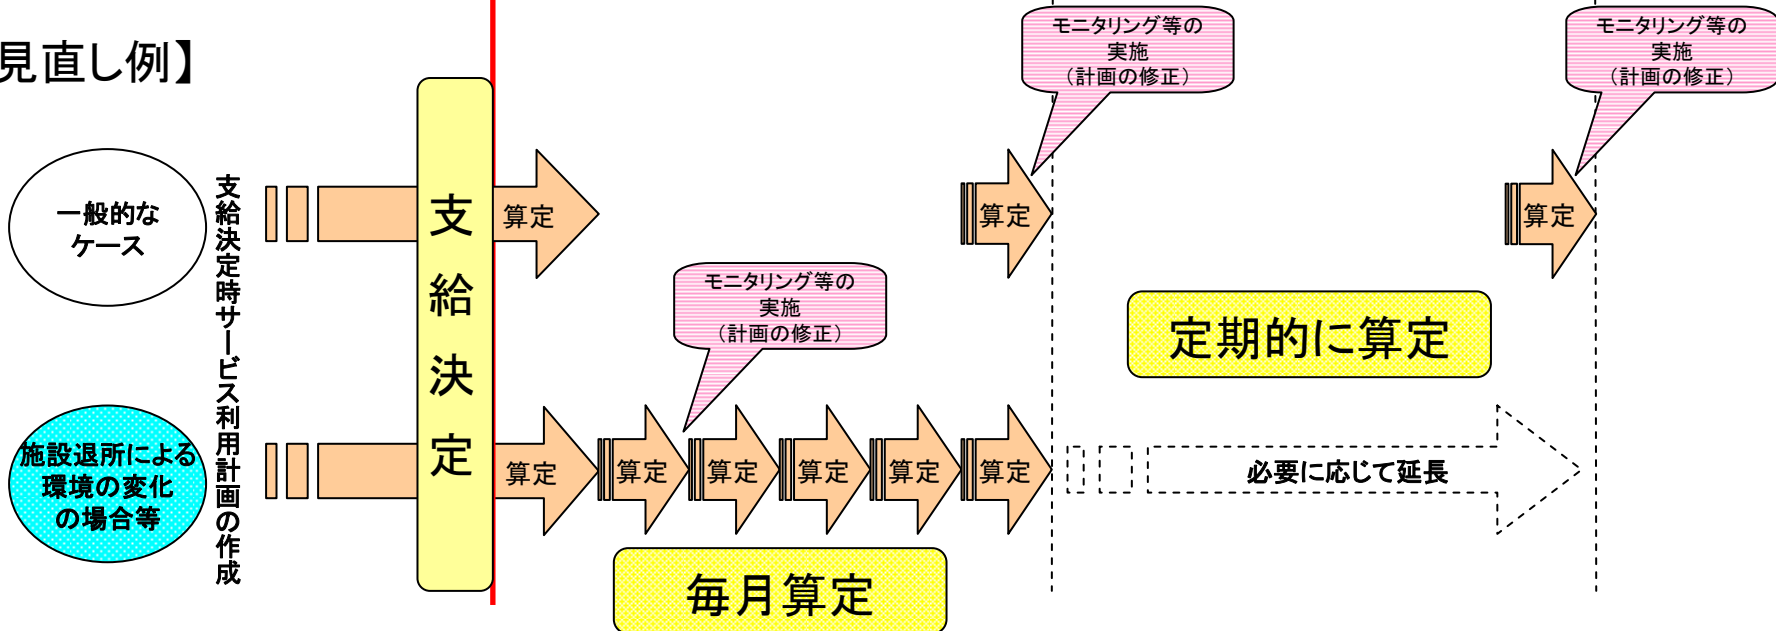 見直し例】
モニタリング等の
実施
（計画の修正）
モニタリング等の
実施
（計画の修正）
一般的な
ケース
支給決定時サービス利用計画の作成
支給決定
算定
算定
算定
モニタリング等の
実施
（計画の修正）
定期的に算定
施設退所による
環境の変化
の場合等
算定
算定
算定
算定
算定
算定
必要に応じて延長
毎月算定